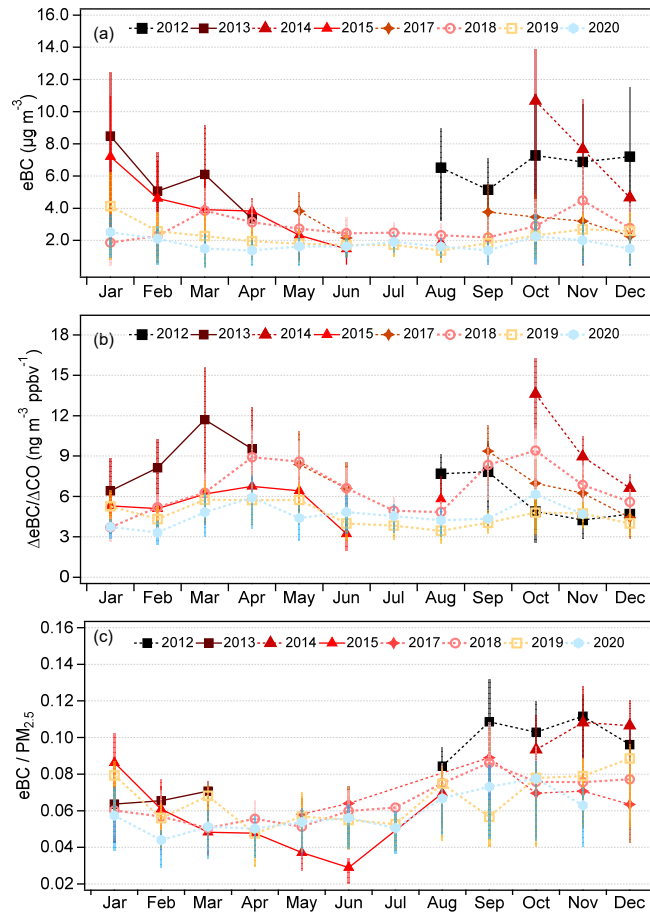 16.0
14.0
12.0
10.0
8.0
6.0
4.0
2.0
eBC (µg m⁻³)
(a)
2012 2013 2014 2015 2017 2018 2019 2020
Jan Feb Mar Apr May Jun Jul Aug Sep Oct Nov Dec
18
15
12
9
6
3
0
ΔeBC/ΔCO (ng m⁻³ ppbv⁻¹)
(b)
2012 2013 2014 2015 2017 2018 2019 2020
Jan Feb Mar Apr May Jun Jul Aug Sep Oct Nov Dec
0.16
0.14
0.12
0.10
0.08
0.06
0.04
0.02
eBC / PM₂.₅
(c)
2012 2013 2014 2015 2017 2018 2019 2020
Jan Feb Mar Apr May Jun Jul Aug Sep Oct Nov Dec